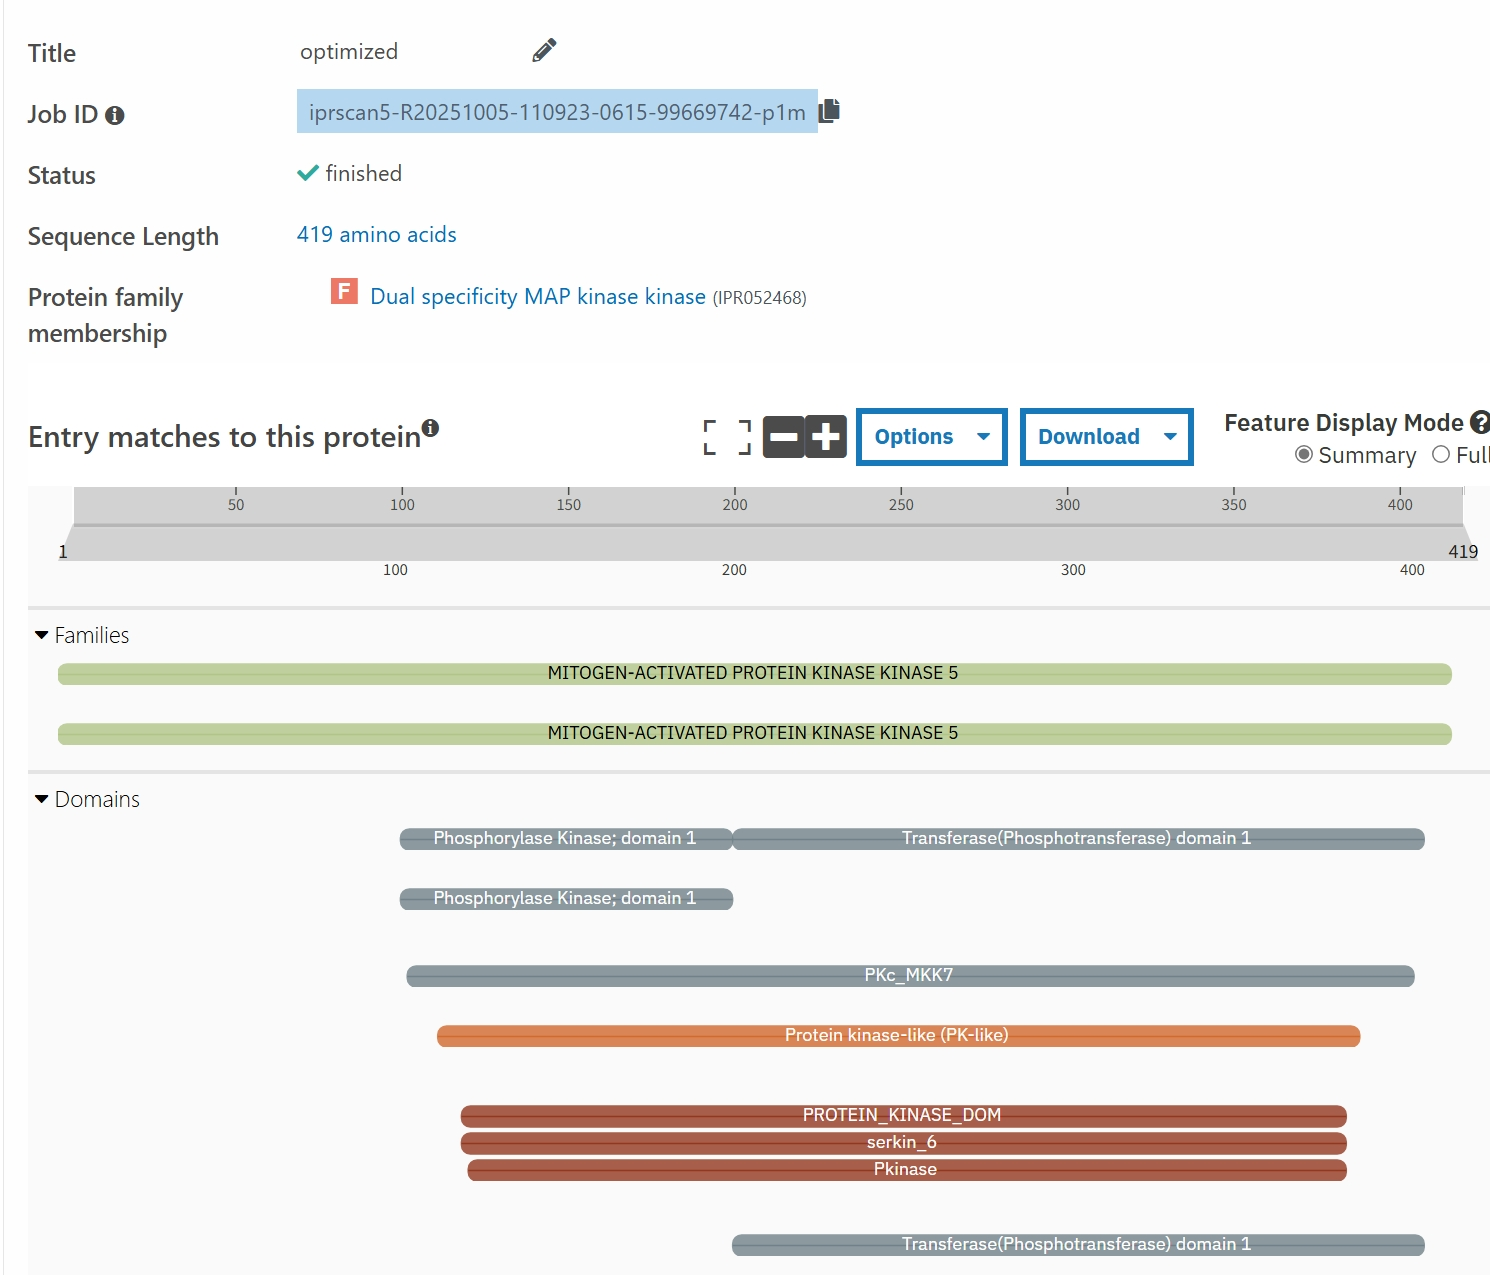 Title optimized
Job ID iprscan5-R20251005-110923-0615-99669742-p1m
Status finished
Sequence Length 419 amino acids
Protein family membership F Dual specificity MAP kinase kinase (IPR052468)
Entry matches to this protein Options Download Feature Display Mode
Summary Full
50 100 150 200 250 300 350 400
1 419
100 200 300 400
Families
MITOGEN-ACTIVATED PROTEIN KINASE KINASE 5
MITOGEN-ACTIVATED PROTEIN KINASE KINASE 5
Domains
Phosphorylase Kinase; domain 1 Transferase(Phosphotransferase) domain 1
Phosphorylase Kinase; domain 1
PKc_MKK7
Protein kinase-like (PK-like)
PROTEIN_KINASE_DOM
serkin_6
Pkinase
Transferase(Phosphotransferase) domain 1